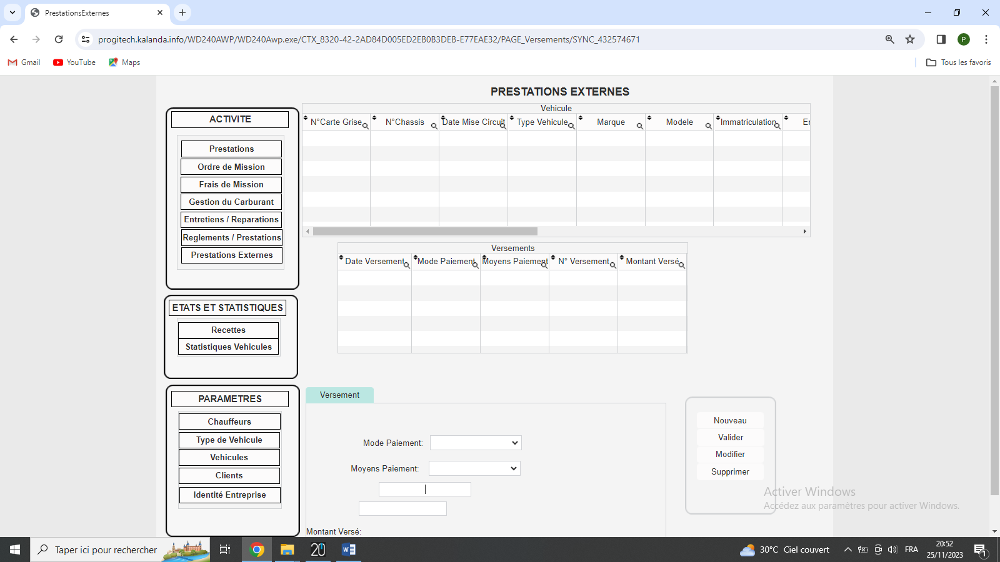 PrestationsExternes
progitech.kalanda.info/WD240AWP/WD240Awp.exe/CTX_8320-42-2AD84D005ED2EB0B3DEB-E77EAE32/PAGE_Versements/SYNC_432574671
P
Gmail
YouTube
Maps
Tous les favoris
PRESTATIONS EXTERNES
ACTIVITE
Prestations
Ordre de Mission
Frais de Mission
Gestion du Carburant
Entretiens / Reparations
Reglements / Prestations
Prestations Externes
Vehicule
N°Carte Grise
N°Chassis
Date Mise Circuit
Type Vehicule
Marque
Modele
Immatriculation
Versements
Date Versement
Mode Paiement
Moyens Paiement
N° Versement
Montant Versé
ETATS ET STATISTIQUES
Recettes
Statistiques Vehicules
PARAMETRES
Chauffeurs
Type de Vehicule
Vehicules
Clients
Identité Entreprise
Versement
Mode Paiement:
Moyens Paiement:
Montant Versé:
Nouveau
Valider
Modifier
Supprimer
Activer Windows
Accédez aux paramètres pour activer Windows.
Taper ici pour rechercher
20
30°C Ciel couvert
FRA
20:52
25/11/2023
1